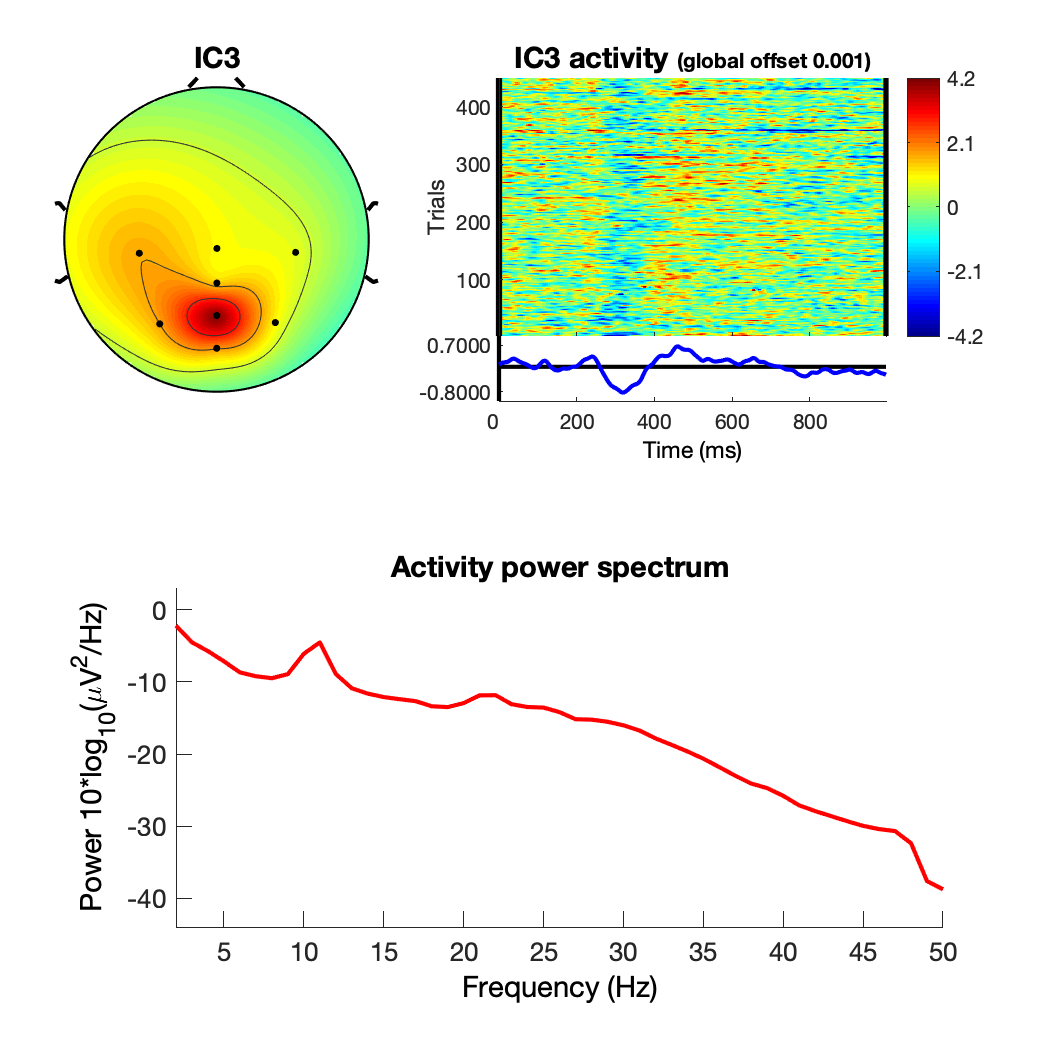 IC3
IC3 activity (global offset 0.001)
400
300
200
100
Trials
4.2
2.1
0
-2.1
-4.2
0.7000
-0.8000
0 200 400 600 800
Time (ms)
Activity power spectrum
Power 10*log10(μV2/Hz)
0
-10
-20
-30
-40
5 10 15 20 25 30 35 40 45 50
Frequency (Hz)